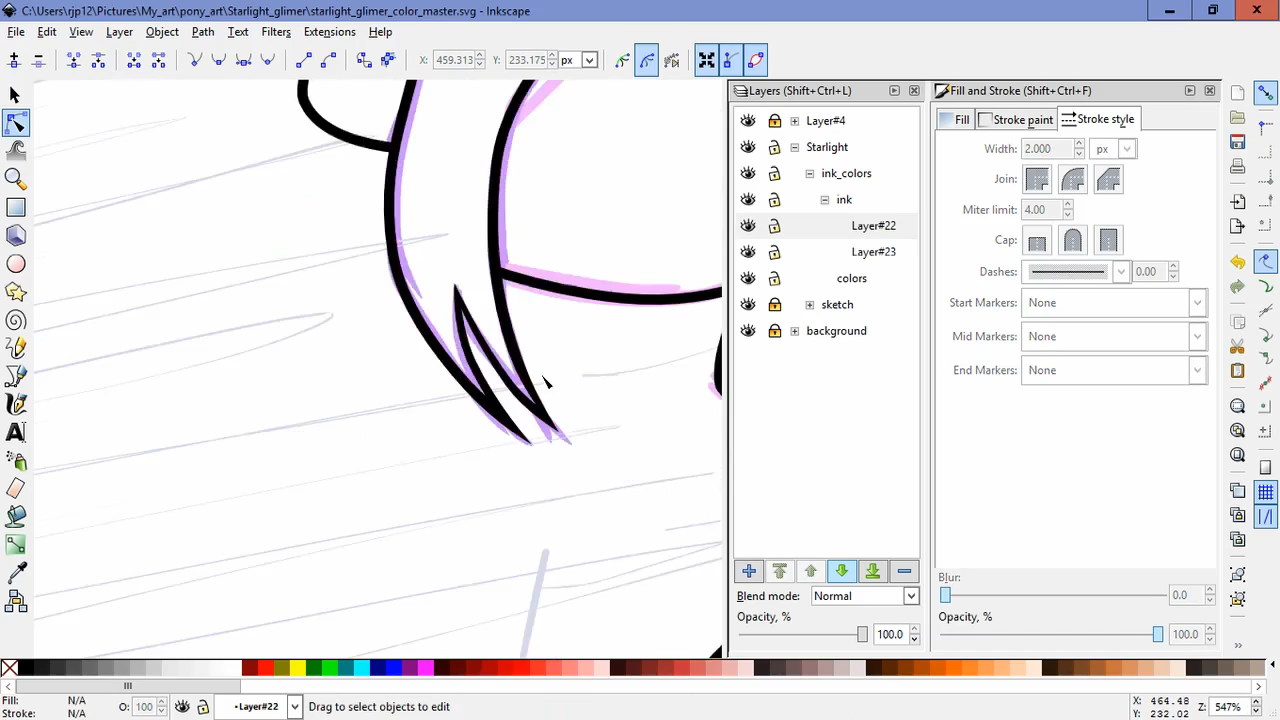 C:\Users\rjp12\Pictures\My_art\pony_art\Starlight_glimer\starlight_glimer_color_master.svg - Inkscape
File Edit View Layer Object Path Text Filters Extensions Help
X: 459.313 Y: 233.175 px
Layers (Shift+Ctrl+L)
Layer#4
Starlight
ink_colors
ink
Layer#22
Layer#23
colors
sketch
background
Blend mode: Normal
Opacity, %
100.0
Fill and Stroke (Shift+Ctrl+F)
Fill Stroke paint Stroke style
Width: 2.000 px
Join:
Miter limit: 4.00
Cap:
Dashes: 0.00
Start Markers: None
Mid Markers: None
End Markers: None
Blur:
0.0
Opacity, %
100.0
Fill: N/A
Stroke: N/A
O: 100
•Layer#22
Drag to select objects to edit
X: 464.48
Y: 232.02
Z: 547%